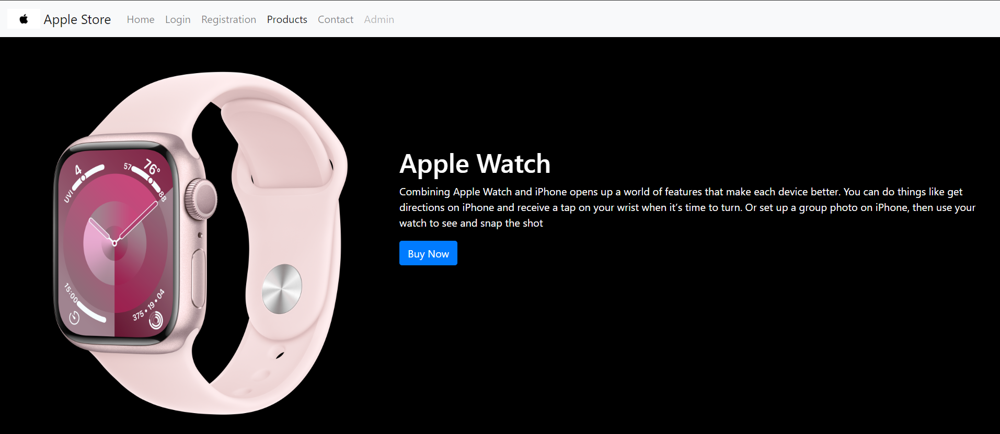 Apple Store Home Login Registration Products Contact Admin
4
UVI
57 76° 88
15:00
375 • 19 • 04
Apple Watch
Combining Apple Watch and iPhone opens up a world of features that make each device better. You can do things like get
directions on iPhone and receive a tap on your wrist when it’s time to turn. Or set up a group photo on iPhone, then use your
watch to see and snap the shot
Buy Now